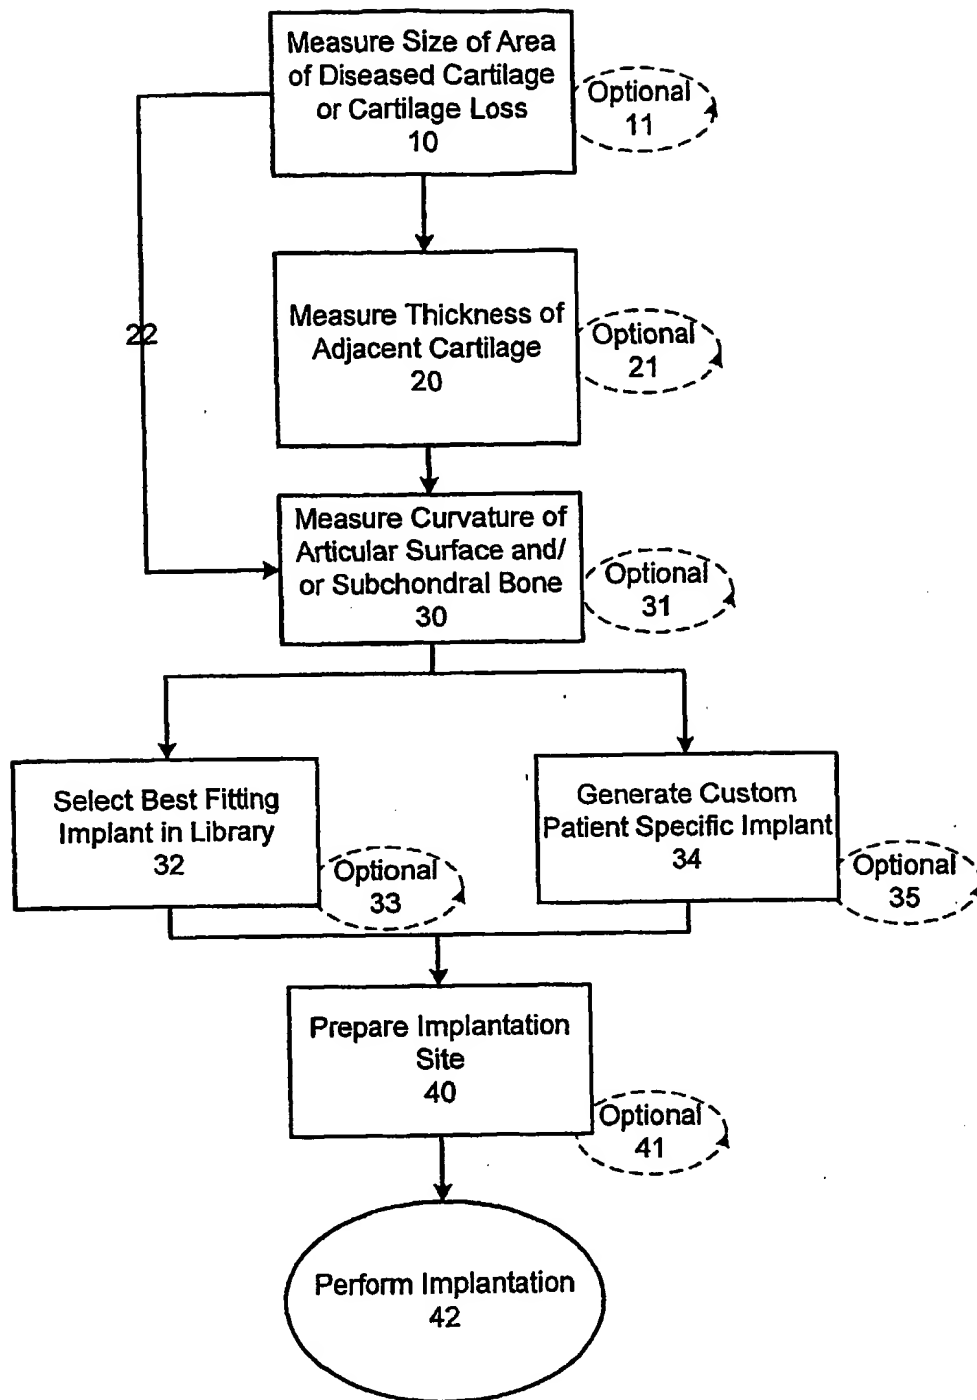 Measure Size of Area
of Diseased Cartilage
or Cartilage Loss
10
Optional
11
22
Measure Thickness of
Adjacent Cartilage
20
Optional
21
Measure Curvature of
Articular Surface and/
or Subchondral Bone
30
Optional
31
Select Best Fitting
Implant in Library
32
Optional
33
Generate Custom
Patient Specific Implant
34
Optional
35
Prepare Implantation
Site
40
Optional
41
Perform Implantation
42